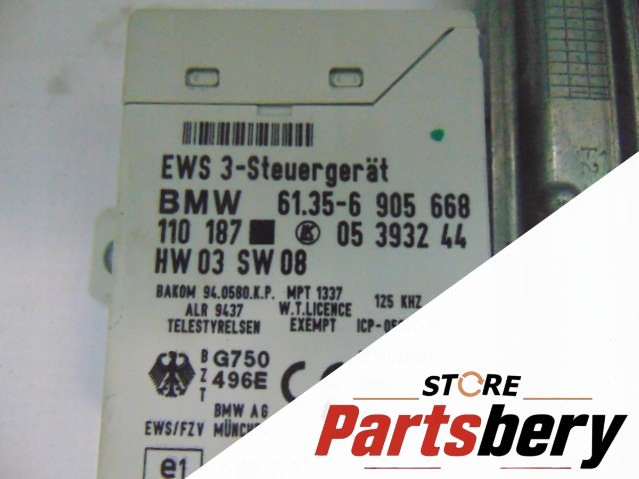 EWS 3-Steuergerät
BMW 61.35-6 905 668
110 187 05 3932 44
HW 03 SW 08
BAKOM 94.0580.K.P. MPT 1337
ALR 9437 W.T.LICENCE 125 KHZ
TELESTYRELSEN EXEMPT
BZT G750
496E CE
BMW AG
EWS/FZV
e1
STORE
Partsbery